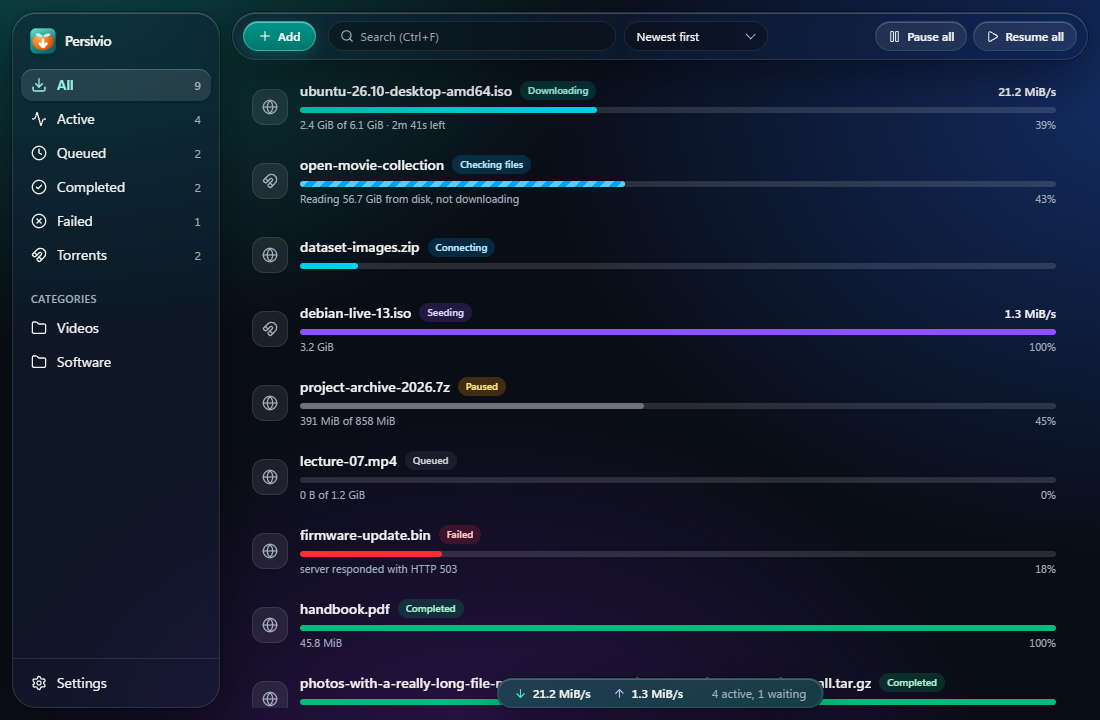 Persivio
All 9
Active 4
Queued 2
Completed 2
Failed 1
Torrents 2
CATEGORIES
Videos
Software
Settings
Add
Search (Ctrl+F)
Newest first
Pause all
Resume all
ubuntu-26.10-desktop-amd64.iso Downloading 21.2 MiB/s
2.4 GiB of 6.1 GiB · 2m 41s left 39%
open-movie-collection Checking files
Reading 56.7 GiB from disk, not downloading 43%
dataset-images.zip Connecting
debian-live-13.iso Seeding 1.3 MiB/s
3.2 GiB 100%
project-archive-2026.7z Paused
391 MiB of 858 MiB 45%
lecture-07.mp4 Queued
0 B of 1.2 GiB 0%
firmware-update.bin Failed
server responded with HTTP 503 18%
handbook.pdf Completed
45.8 MiB 100%
photos-with-a-really-long-file- all.tar.gz Completed
21.2 MiB/s 1.3 MiB/s 4 active, 1 waiting